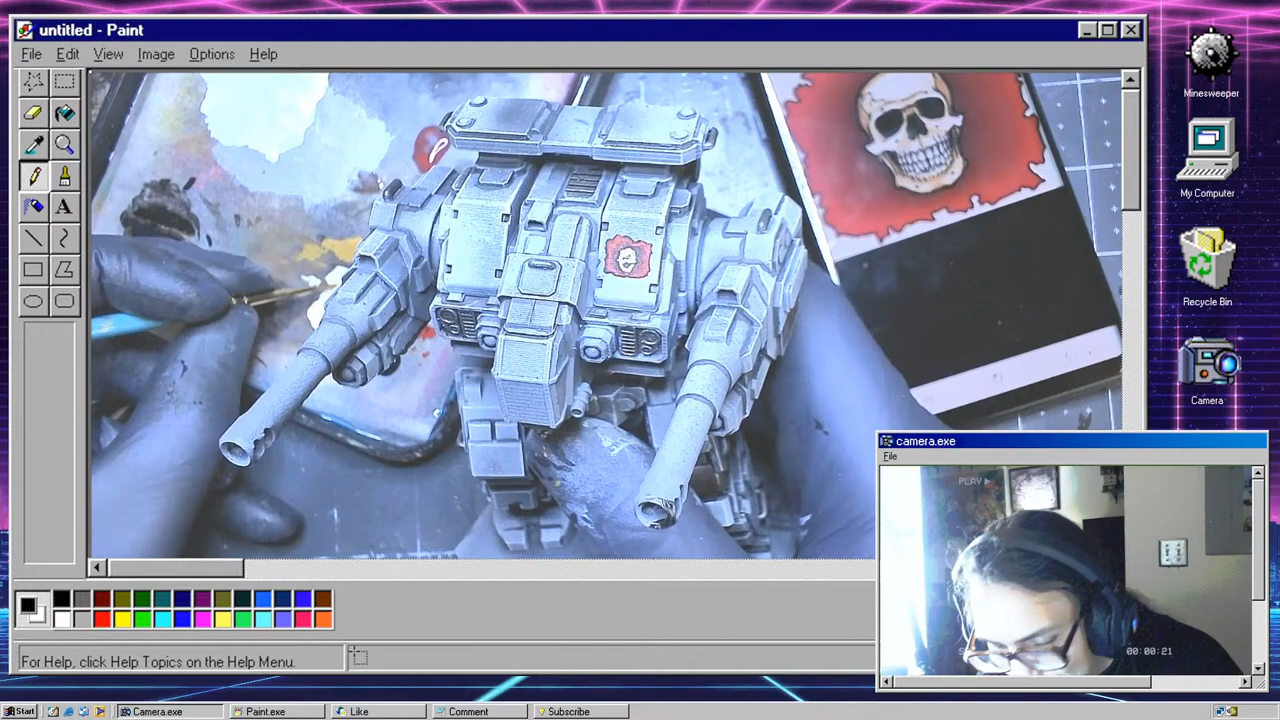 untitled - Paint
File Edit View Image Options Help
Minesweeper
My Computer
Recycle Bin
Camera
camera.exe
File
PLAY
00:00:21
For Help, click Help Topics on the Help Menu.
Start Camera.exe Paint.exe Like Comment Subscribe